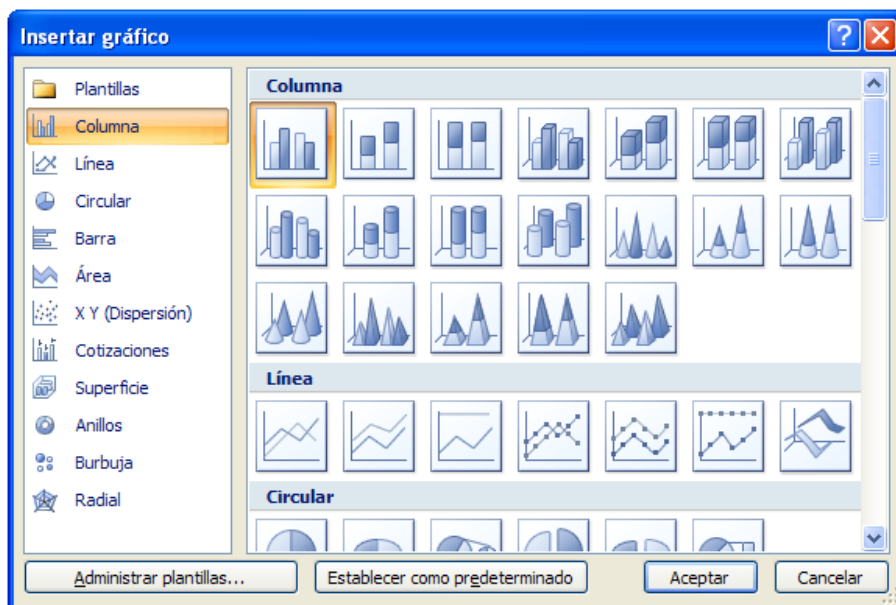 Insertar gráfico
Plantillas
Columna
Línea
Circular
Barra
Área
X Y (Dispersión)
Cotizaciones
Superficie
Anillos
Burbuja
Radial
Columna
Línea
Circular
Administrar plantillas...
Establecer como predeterminado
Aceptar
Cancelar